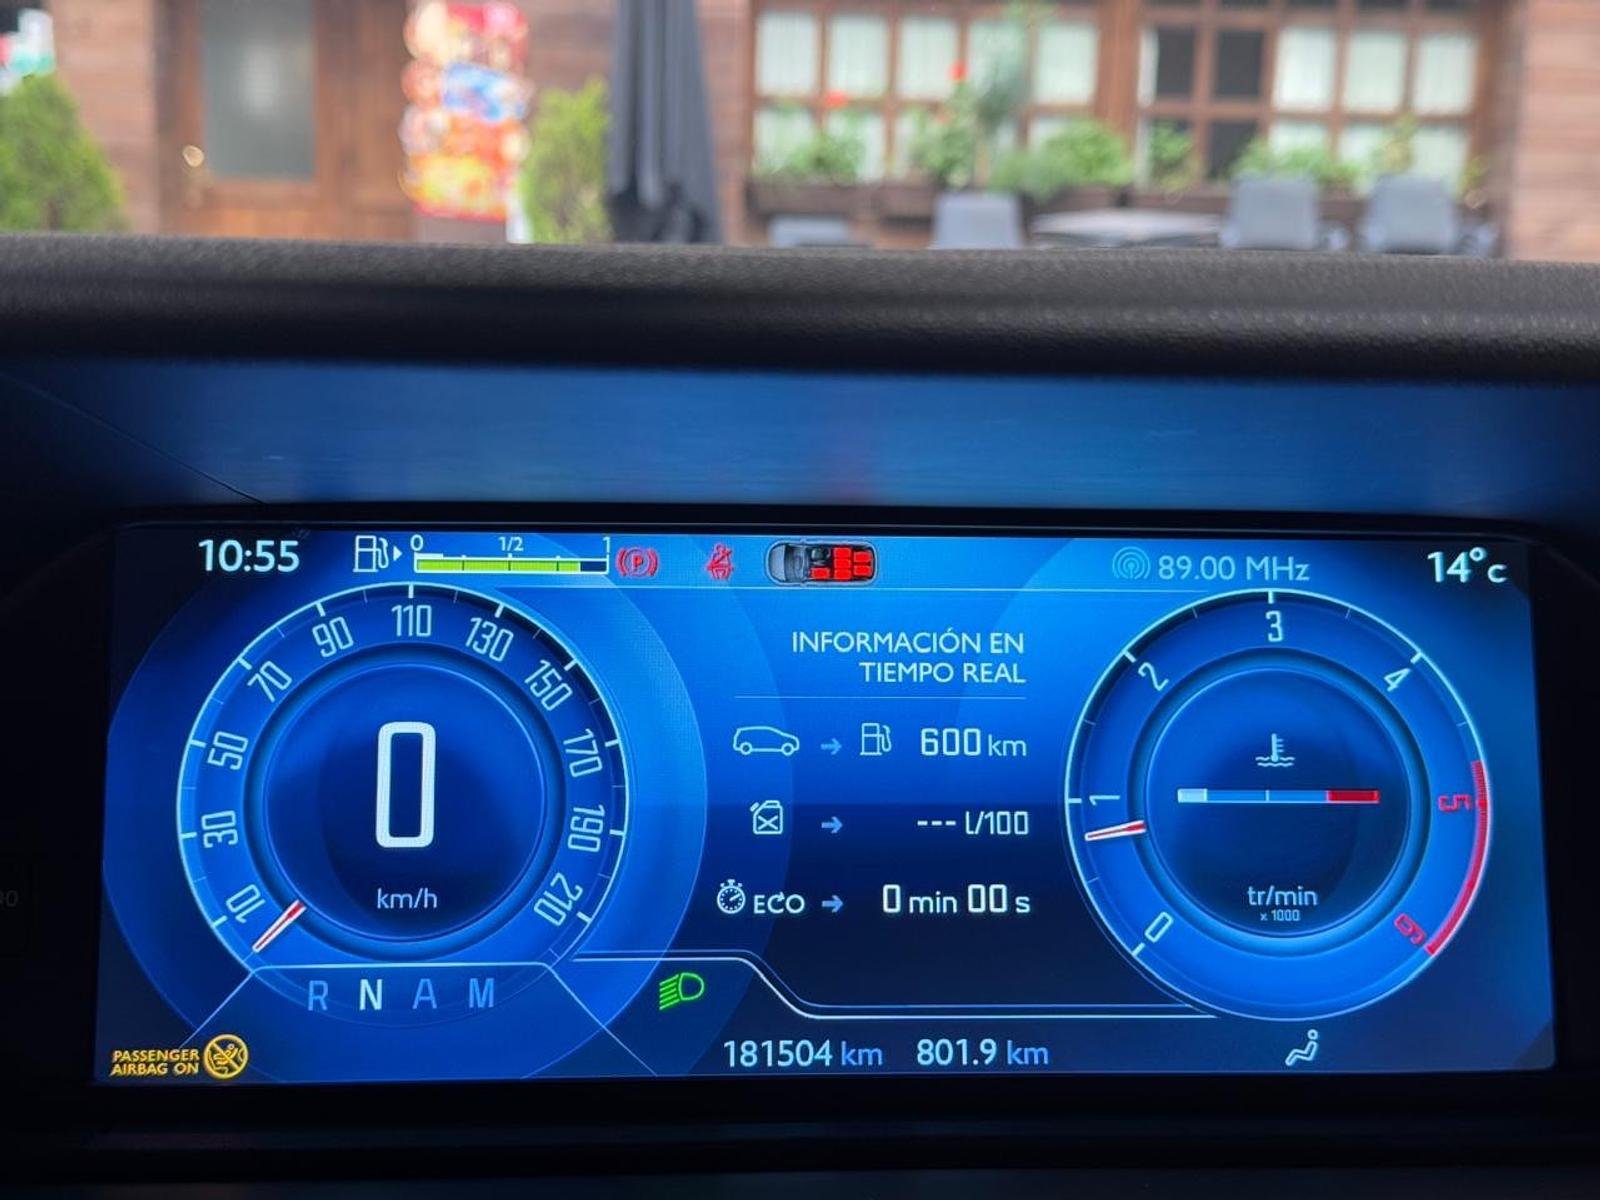 10:55
0 1/2 1
P
89.00 MHz
14°C
10 30 50 70 90 110 130 150 170 190 210
0
km/h
R N A M
INFORMACIÓN EN
TIEMPO REAL
600 km
--- L/100
ECO 0 min 00 s
0 1 2 3 4 5 6
tr/min
x 1000
PASSENGER
AIRBAG ON
181504 km 801.9 km